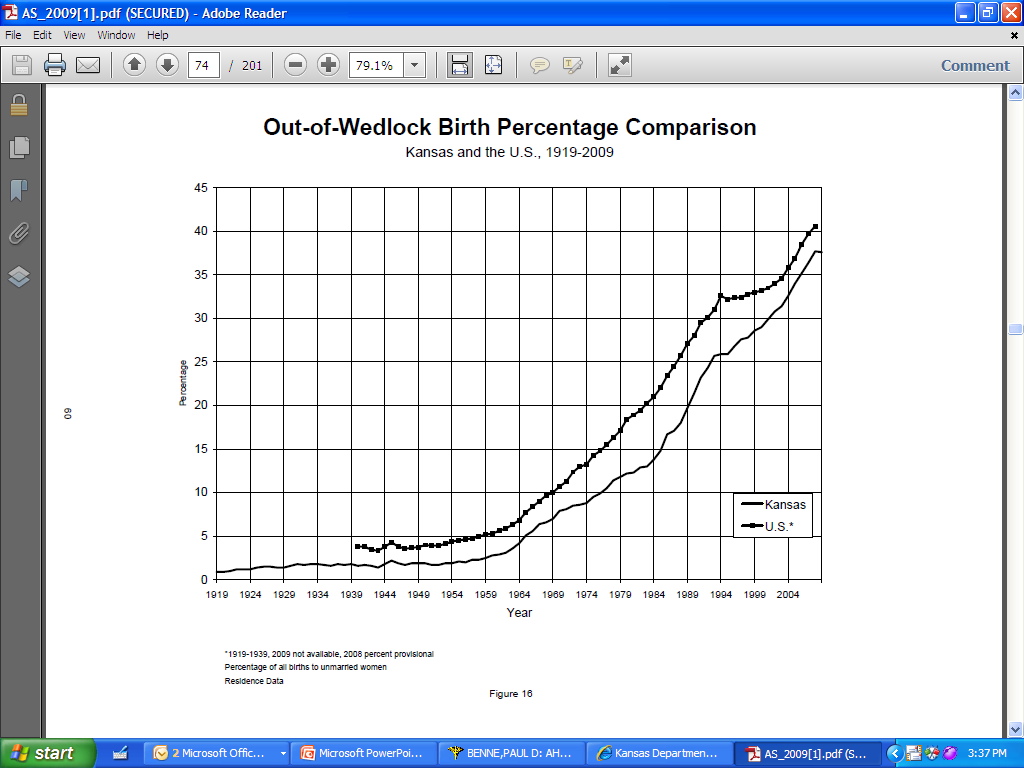 AS_2009[1].pdf (SECURED) - Adobe Reader
File Edit View Window Help
74 / 201 79.1% Comment
Out-of-Wedlock Birth Percentage Comparison
Kansas and the U.S., 1919-2009
45
40
35
30
25
20
15
10
5
0
Percentage
60
Kansas
U.S.*
1919 1924 1929 1934 1939 1944 1949 1954 1959 1964 1969 1974 1979 1984 1989 1994 1999 2004
Year
*1919-1939, 2009 not available, 2008 percent provisional
Percentage of all births to unmarried women
Residence Data
Figure 16
start 2 Microsoft Offic... Microsoft PowerPoi... BENNE,PAUL D: AH... Kansas Departmen... AS_2009[1].pdf (S... 3:37 PM